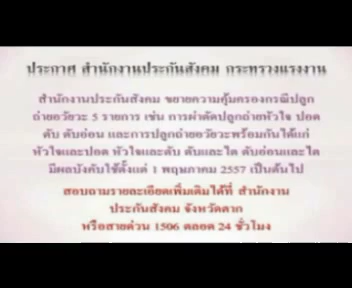 ประกาศ สำนักงานประกันสังคม กระทรวงแรงงาน
สำนักงานประกันสังคม ขยายความคุ้มครองกรณีปลูก
ถ่ายอวัยวะ 5 รายการ เช่น การผ่าตัดปลูกถ่ายหัวใจ ปอด
ตับ ตับอ่อน และการปลูกถ่ายอวัยวะพร้อมกันได้แก่
หัวใจและปอด หัวใจและตับ ตับและไต ตับอ่อนและไต
มีผลบังคับใช้ตั้งแต่ 1 พฤษภาคม 2557 เป็นต้นไป
สอบถามรายละเอียดเพิ่มเติมได้ที่ สำนักงาน
ประกันสังคม จังหวัดตาก
หรือสายด่วน 1506 ตลอด 24 ชั่วโมง